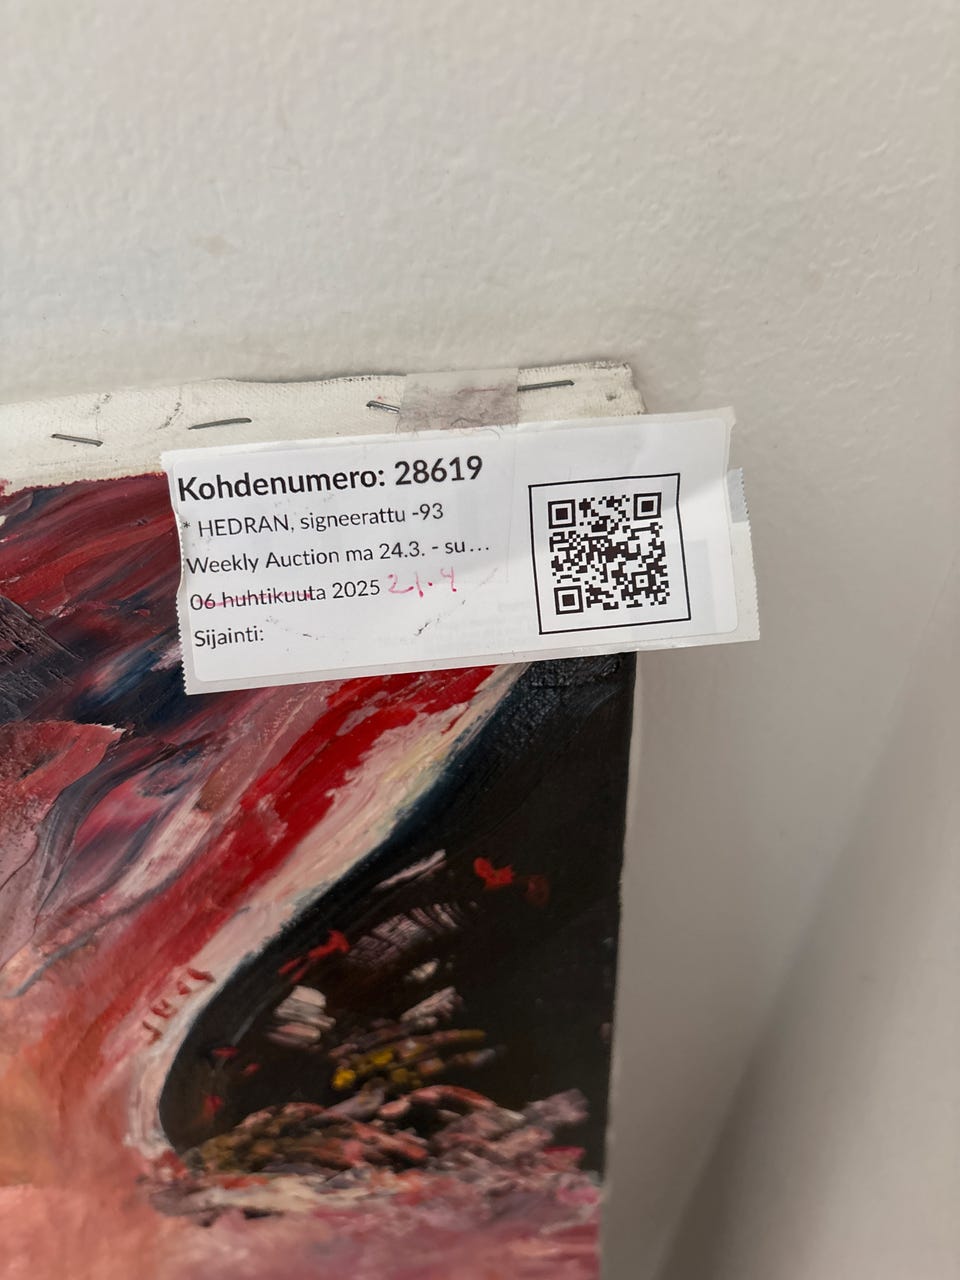 Kohdenumero: 28619
* HEDRAN, signeerattu -93
Weekly Auction ma 24.3. - su...
06 huhtikuuta 2025 21.4
Sijainti: